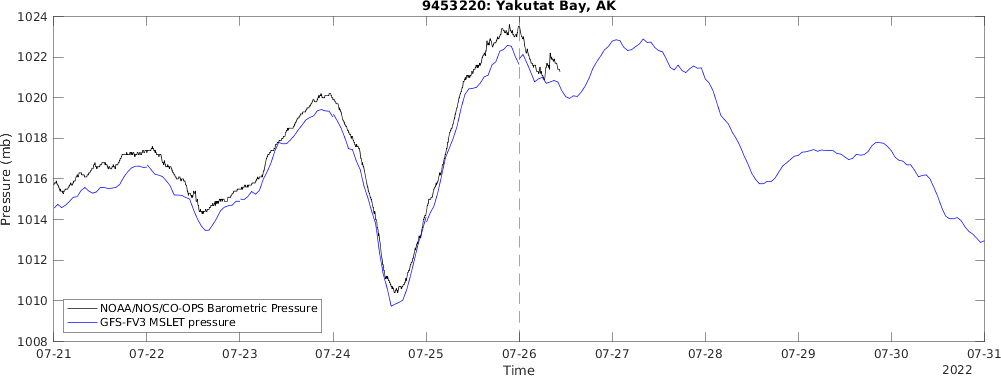 9453220: Yakutat Bay, AK
1024
1022
1020
1018
1016
1014
1012
1010
1008
Pressure (mb)
NOAA/NOS/CO-OPS Barometric Pressure
GFS-FV3 MSLET pressure
07-21 07-22 07-23 07-24 07-25 07-26 07-27 07-28 07-29 07-30 07-31
Time
2022